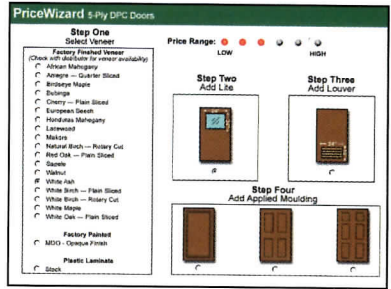 PriceWizard 5-Ply DPC Doors
Step One
Select Veneer
Factory Finished Veneer
(Check with distributor for veneer availability)
African Mahogany
Anegre — Quarter Sliced
Birdseye Maple
Bubinga
Cherry — Plain Sliced
European Beech
Honduras Mahogany
Lacewood
Makore
Natural Birch — Rotary Cut
Red Oak — Plain Sliced
Sapele
Walnut
White Ash
White Birch — Plain Sliced
White Birch — Rotary Cut
White Maple
White Oak — Plain Sliced
Factory Painted
MDO - Opaque Finish
Plastic Laminate
Stock
Price Range:
LOW HIGH
Step Two
Add Lite
Step Three
Add Louver
Step Four
Add Applied Moulding